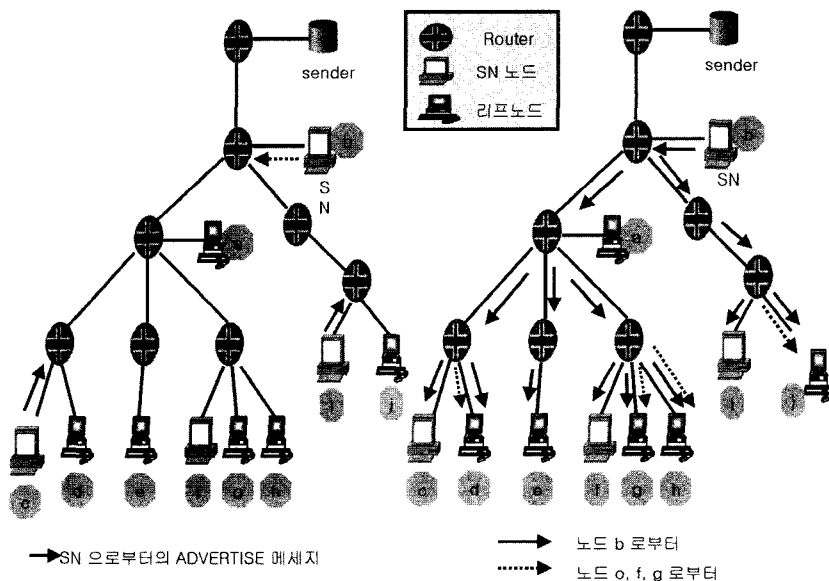 sender
Router
SN 노드
리프노드
sender
b
S
N
b
SN
a
a
i
j
i
j
c
d
e
f
g
h
c
d
e
f
g
h
SN 으로부터의 ADVERTISE 메세지
노드 b 로부터
노드 o, f, g 로부터